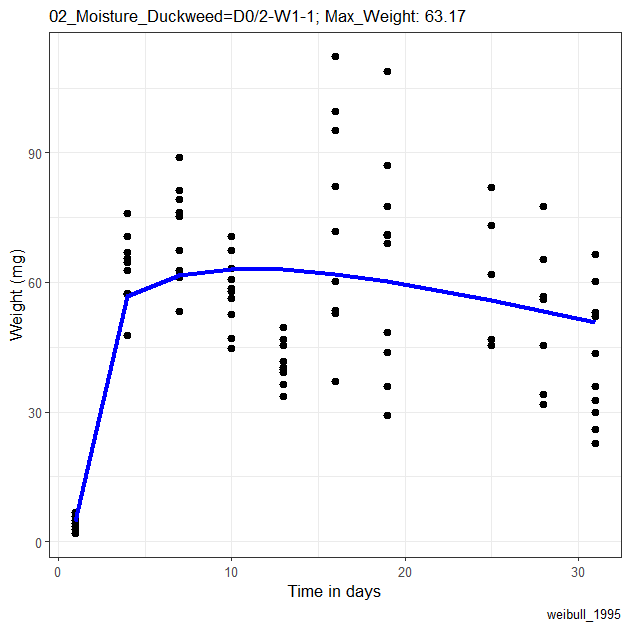 02_Moisture_Duckweed=D0/2-W1-1; Max_Weight: 63.17
90
60
30
0
Weight (mg)
0 10 20 30
Time in days
weibull_1995